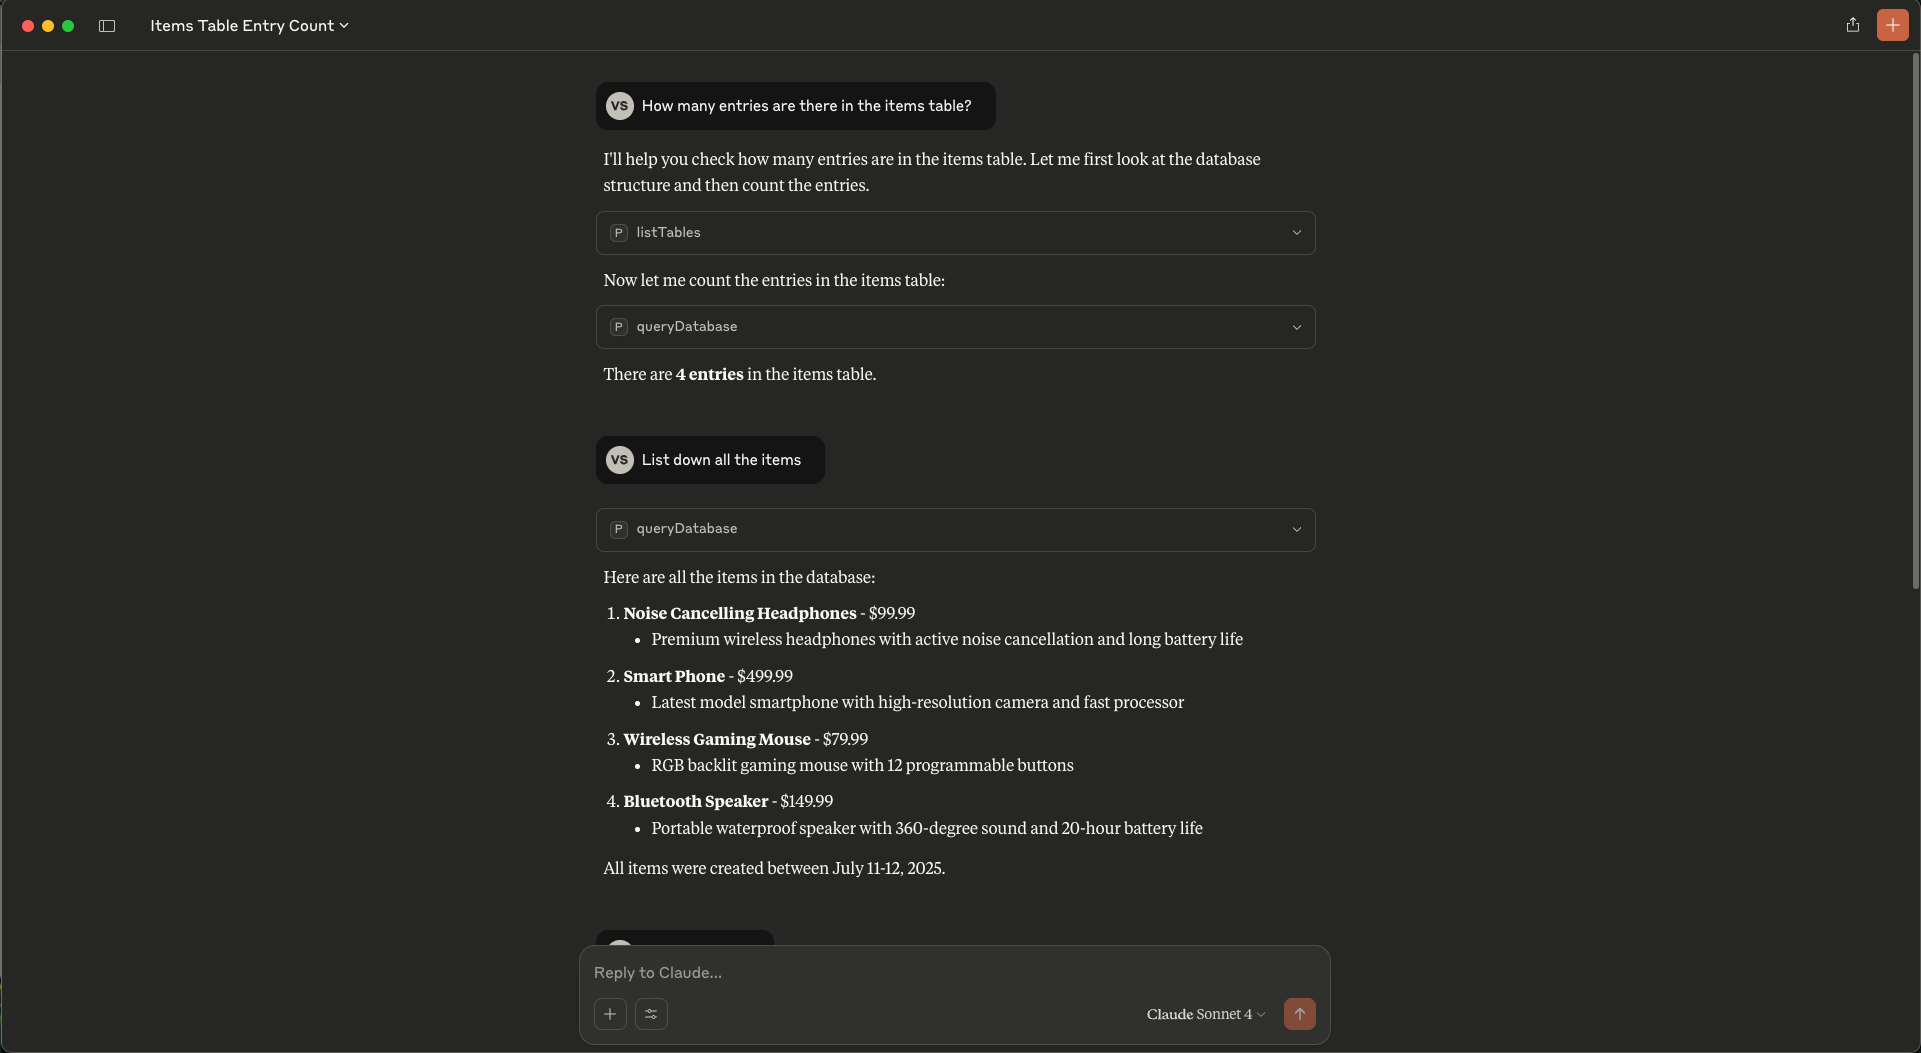 Items Table Entry Count
VS How many entries are there in the items table?
I'll help you check how many entries are in the items table. Let me first look at the database
structure and then count the entries.
P listTables
Now let me count the entries in the items table:
P queryDatabase
There are 4 entries in the items table.
VS List down all the items
P queryDatabase
Here are all the items in the database:
1. Noise Cancelling Headphones - $99.99
• Premium wireless headphones with active noise cancellation and long battery life
2. Smart Phone - $499.99
• Latest model smartphone with high-resolution camera and fast processor
3. Wireless Gaming Mouse - $79.99
• RGB backlit gaming mouse with 12 programmable buttons
4. Bluetooth Speaker - $149.99
• Portable waterproof speaker with 360-degree sound and 20-hour battery life
All items were created between July 11-12, 2025.
Reply to Claude...
Claude Sonnet 4